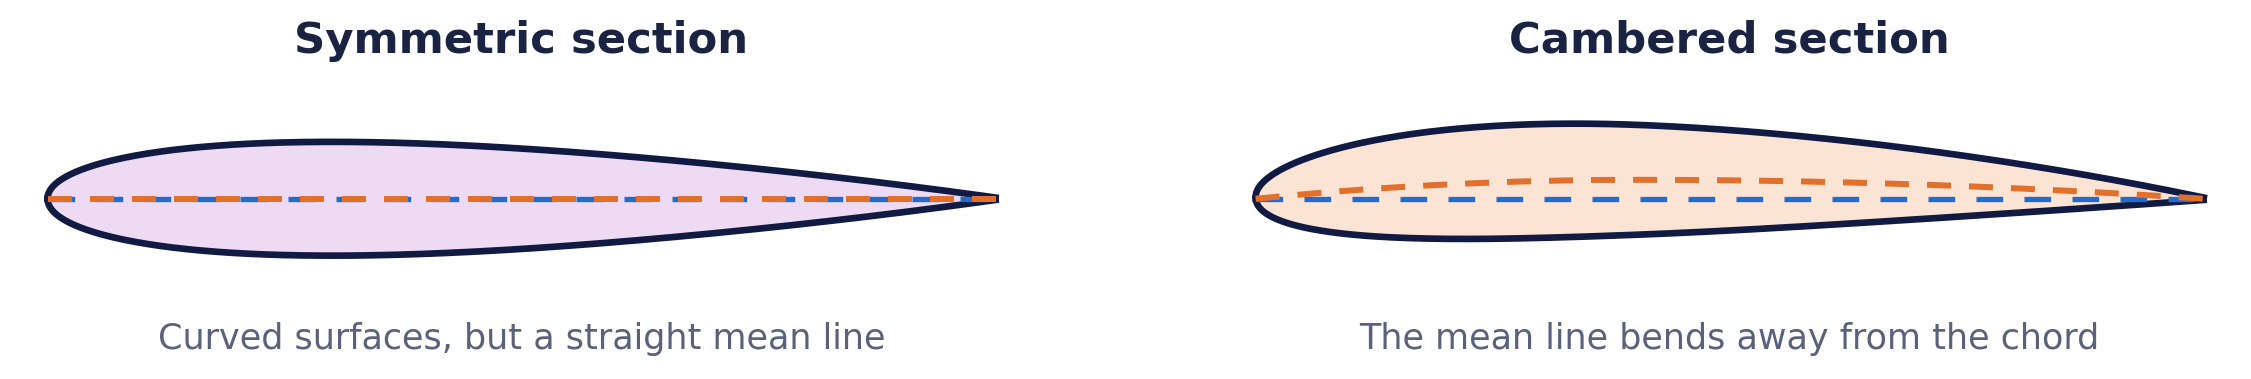 Symmetric section
Cambered section
Curved surfaces, but a straight mean line
The mean line bends away from the chord